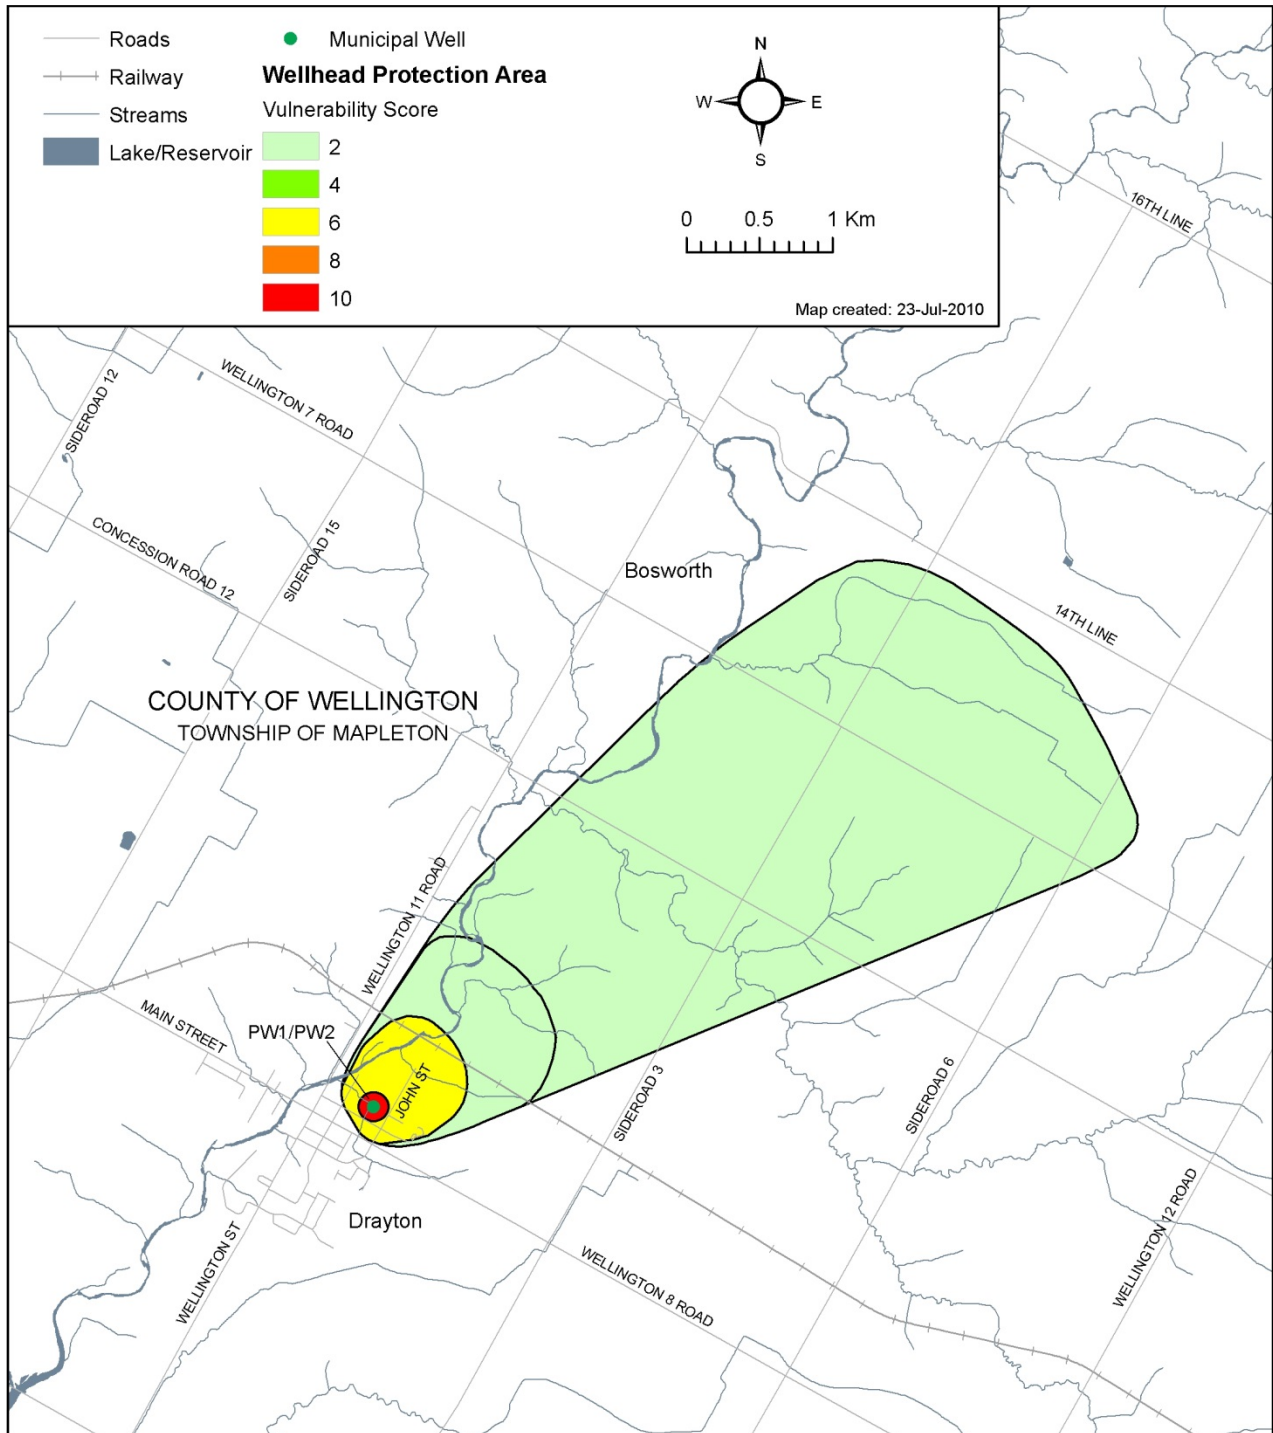 Roads
Railway
Streams
Lake/Reservoir
Municipal Well
Wellhead Protection Area
Vulnerability Score
2
4
6
8
10
N
W
E
S
0 0.5 1 Km
Map created: 23-Jul-2010
16TH LINE
WELLINGTON 7 ROAD
SIDEROAD 12
CONCESSION ROAD 12
SIDEROAD 15
Bosworth
14TH LINE
COUNTY OF WELLINGTON
TOWNSHIP OF MAPLETON
WELLINGTON 11 ROAD
MAIN STREET
PW1/PW2
JOHN ST
SIDEROAD 3
SIDEROAD 6
Drayton
WELLINGTON ST
WELLINGTON 8 ROAD
WELLINGTON 12 ROAD